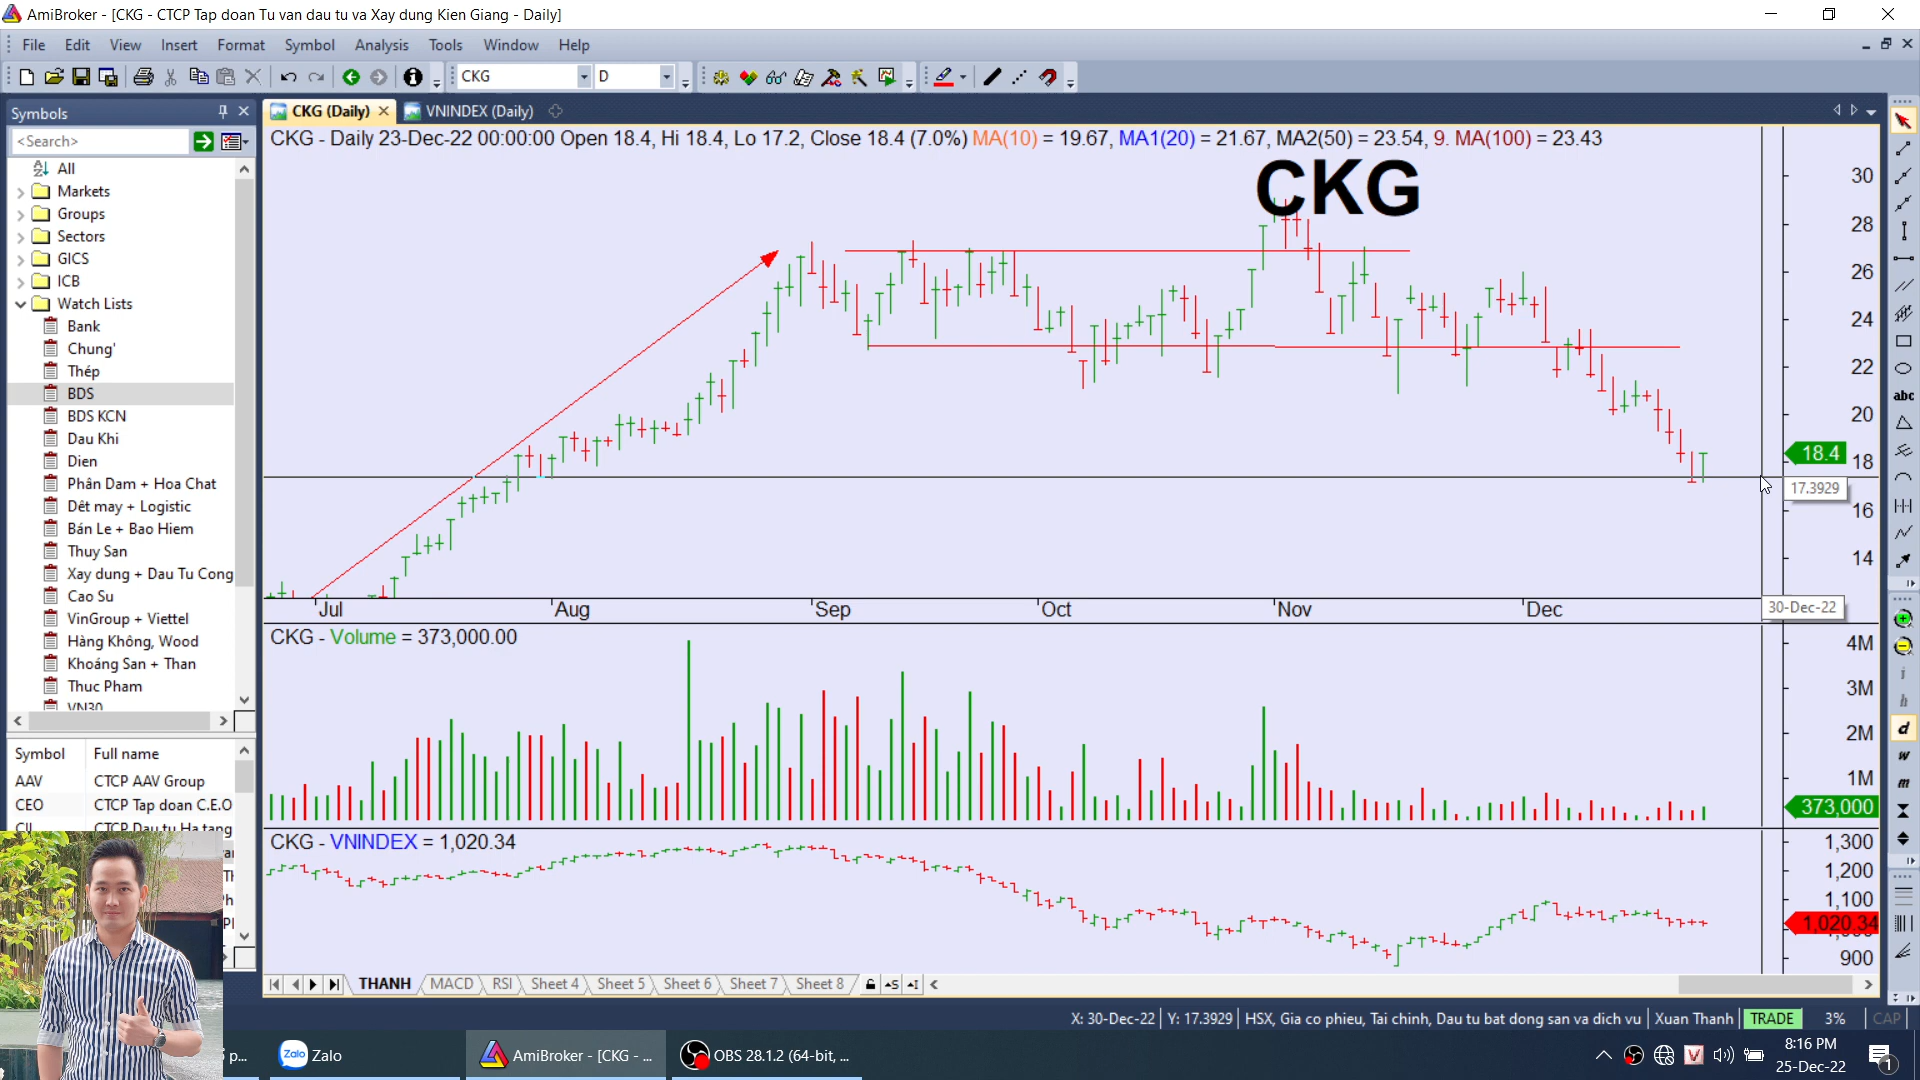 AmiBroker - [CKG - CTCP Tap doan Tu van dau tu va Xay dung Kien Giang - Daily]
File Edit View Insert Format Symbol Analysis Tools Window Help
CKG D
Symbols
CKG (Daily) VNINDEX (Daily)
<Search>
All
Markets
Groups
Sectors
GICS
ICB
Watch Lists
Bank
Chung'
Thép
BDS
BDS KCN
Dau Khi
Dien
Phân Dam + Hoa Chat
Dêt may + Logistic
Bán Le + Bao Hiem
Thuy San
Xay dung + Dau Tu Cong
Cao Su
VinGroup + Viettel
Hàng Không, Wood
Khoáng San + Than
Thuc Pham
VN30
Symbol Full name
AAV CTCP AAV Group
CEO CTCP Tap doan C.E.O
CII CTCP Dau tu Ha tang
CKG - Daily 23-Dec-22 00:00:00 Open 18.4, Hi 18.4, Lo 17.2, Close 18.4 (7.0%) MA(10) = 19.67, MA1(20) = 21.67, MA2(50) = 23.54, 9. MA(100) = 23.43
CKG
30
28
26
24
22
20
18.4
18
17.3929
16
14
Jul Aug Sep Oct Nov Dec 30-Dec-22
CKG - Volume = 373,000.00
4M
3M
2M
1M
373,000
CKG - VNINDEX = 1,020.34
1,300
1,200
1,100
1,020.34
900
abc
i
h
d
w
m
THANH MACD RSI Sheet 4 Sheet 5 Sheet 6 Sheet 7 Sheet 8
X: 30-Dec-22 Y: 17.3929 HSX, Gia co phieu, Tai chinh, Dau tu bat dong san va dich vu Xuan Thanh TRADE 3% CAP
p... Zalo Zalo AmiBroker - [CKG - ... OBS 28.1.2 (64-bit, ...
V
8:16 PM
25-Dec-22
1